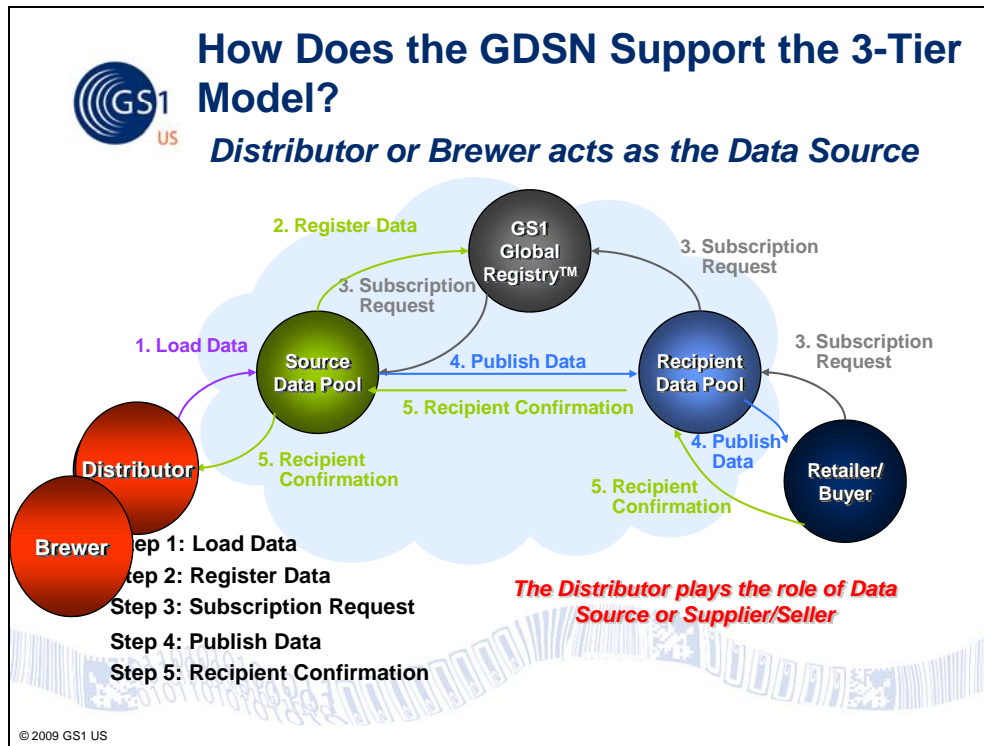 How Does the GDSN Support the 3-Tier
Model?
GS1
US
Distributor or Brewer acts as the Data Source
2. Register Data
GS1
Global
Registry™
3. Subscription
Request
3. Subscription
Request
1. Load Data
Source
Data Pool
4. Publish Data
Recipient
Data Pool
3. Subscription
Request
5. Recipient Confirmation
4. Publish
Data
Distributor
5. Recipient
Confirmation
5. Recipient
Confirmation
Retailer/
Buyer
Brewer
Step 1: Load Data
Step 2: Register Data
Step 3: Subscription Request
Step 4: Publish Data
Step 5: Recipient Confirmation
The Distributor plays the role of Data
Source or Supplier/Seller
© 2009 GS1 US